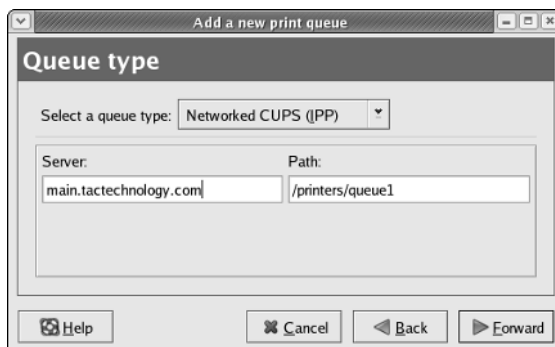 Add a new print queue
Queue type
Select a queue type: Networked CUPS (IPP)
Server: Path:
main.tactechnology.com /printers/queue1
Help Cancel Back Forward